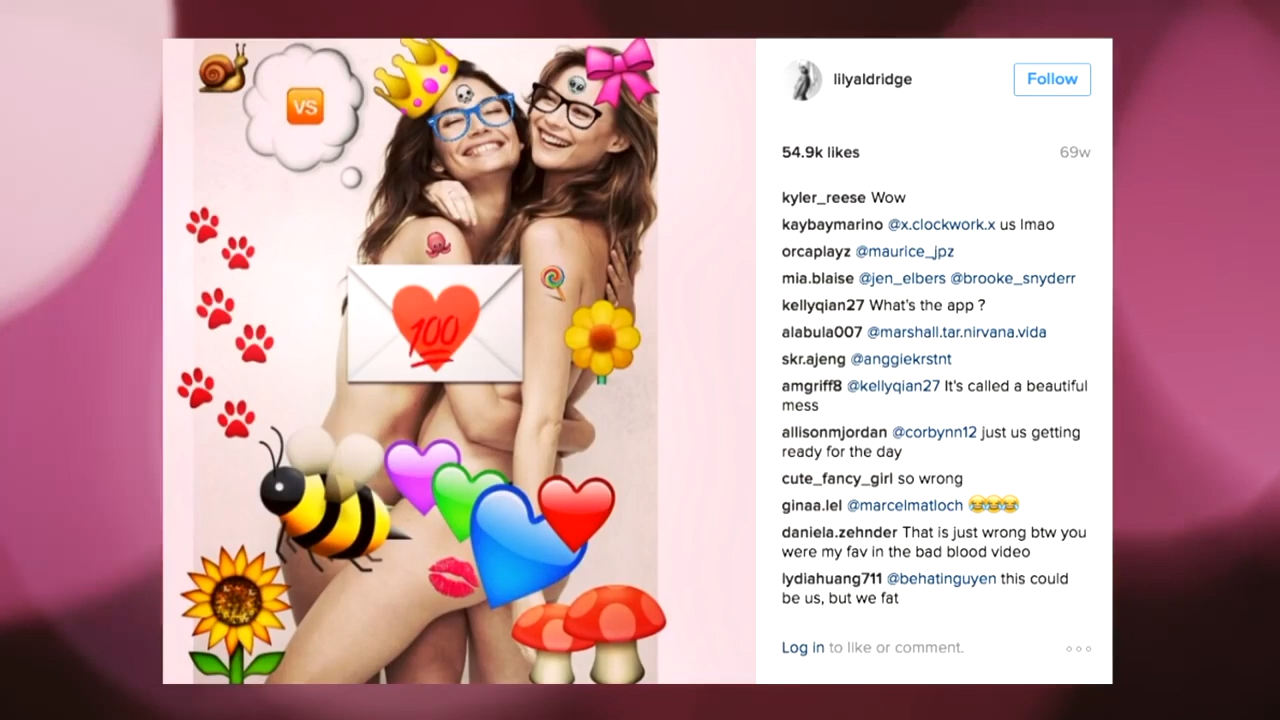 VS
100
lilyaldridge
Follow
54.9k likes
69w
kyler_reese Wow
kaybaymarino @x.clockwork.x us lmao
orcaplayz @maurice_jpz
mia.blaise @jen_elbers @brooke_snyderr
kellyqian27 What's the app ?
alabula007 @marshall.tar.nirvana.vida
skr.ajeng @anggiekrstnt
amgriff8 @kellyqian27 It's called a beautiful
mess
allisonmjordan @corbynn12 just us getting
ready for the day
cute_fancy_girl so wrong
ginaa.lel @marcelmatloch 😂😂😂
daniela.zehnder That is just wrong btw you
were my fav in the bad blood video
lydiahuang711 @behatinguyen this could
be us, but we fat
Log in to like or comment.